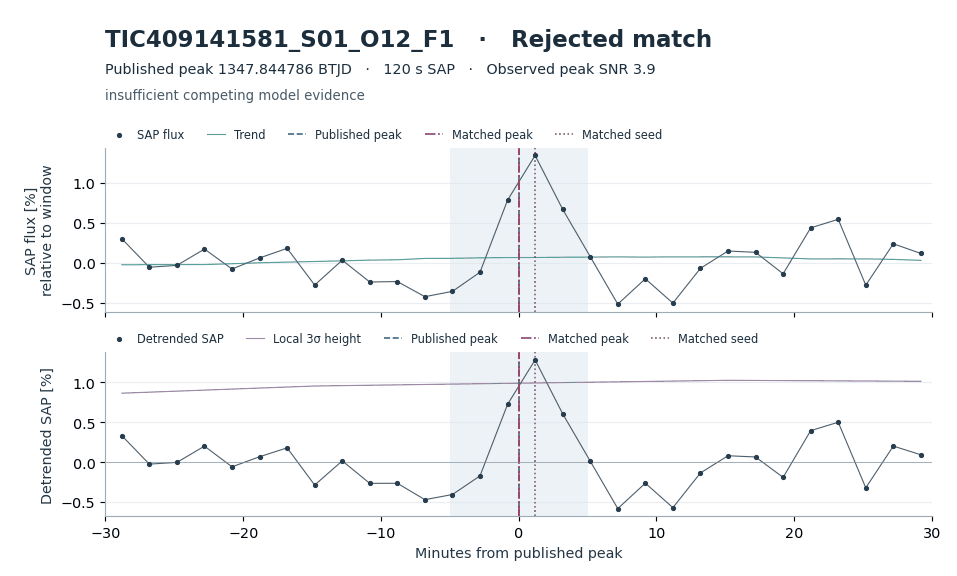 TIC409141581_S01_O12_F1 · Rejected match
Published peak 1347.844786 BTJD · 120 s SAP · Observed peak SNR 3.9
insufficient competing model evidence
SAP flux Trend Published peak Matched peak Matched seed
SAP flux [%]
relative to window
1.0
0.5
0.0
−0.5
Detrended SAP Local 3σ height Published peak Matched peak Matched seed
Detrended SAP [%]
1.0
0.5
0.0
−0.5
−30 −20 −10 0 10 20 30
Minutes from published peak